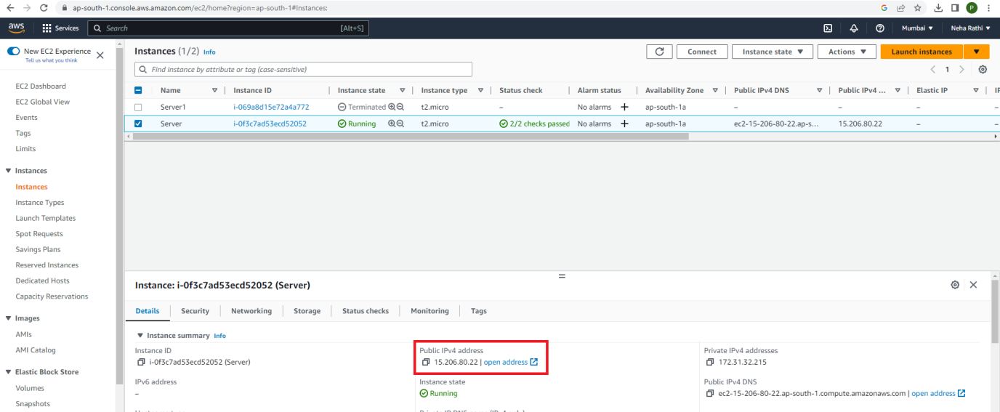 ap-south-1.console.aws.amazon.com/ec2/home?region=ap-south-1#Instances:
G
P
aws
Services
Search
[Alt+S]
Mumbai ▼
Neha Rathi ▼
New EC2 Experience
Tell us what you think
EC2 Dashboard
EC2 Global View
Events
Tags
Limits
Instances
Instances
Instance Types
Launch Templates
Spot Requests
Savings Plans
Reserved Instances
Dedicated Hosts
Capacity Reservations
Images
AMIs
AMI Catalog
Elastic Block Store
Volumes
Snapshots
Instances (1/2) Info
Connect
Instance state ▼
Actions ▼
Launch instances ▼
Find instance by attribute or tag (case-sensitive)
1
Name Instance ID Instance state Instance type Status check Alarm status Availability Zone Public IPv4 DNS Public IPv4 ... Elastic IP IP
Server1 i-069a8d15e72a4a772 Terminated t2.micro – No alarms + ap-south-1a – – –
Server i-0f3c7ad53ecd52052 Running t2.micro 2/2 checks passed No alarms + ap-south-1a ec2-15-206-80-22.ap-s... 15.206.80.22 –
Instance: i-0f3c7ad53ecd52052 (Server)
Details Security Networking Storage Status checks Monitoring Tags
Instance summary Info
Instance ID
i-0f3c7ad53ecd52052 (Server)
Public IPv4 address
15.206.80.22 | open address
Private IPv4 addresses
172.31.32.215
IPv6 address
–
Instance state
Running
Public IPv4 DNS
ec2-15-206-80-22.ap-south-1.compute.amazonaws.com | open address